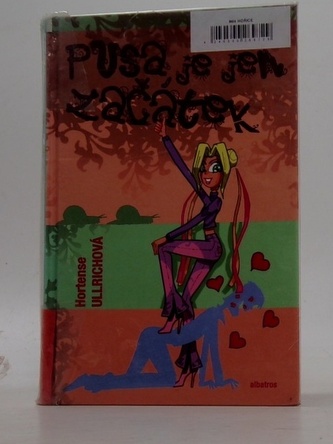 Pusa je jen
začátek
Hortense
ULLRICHOVÁ
albatros